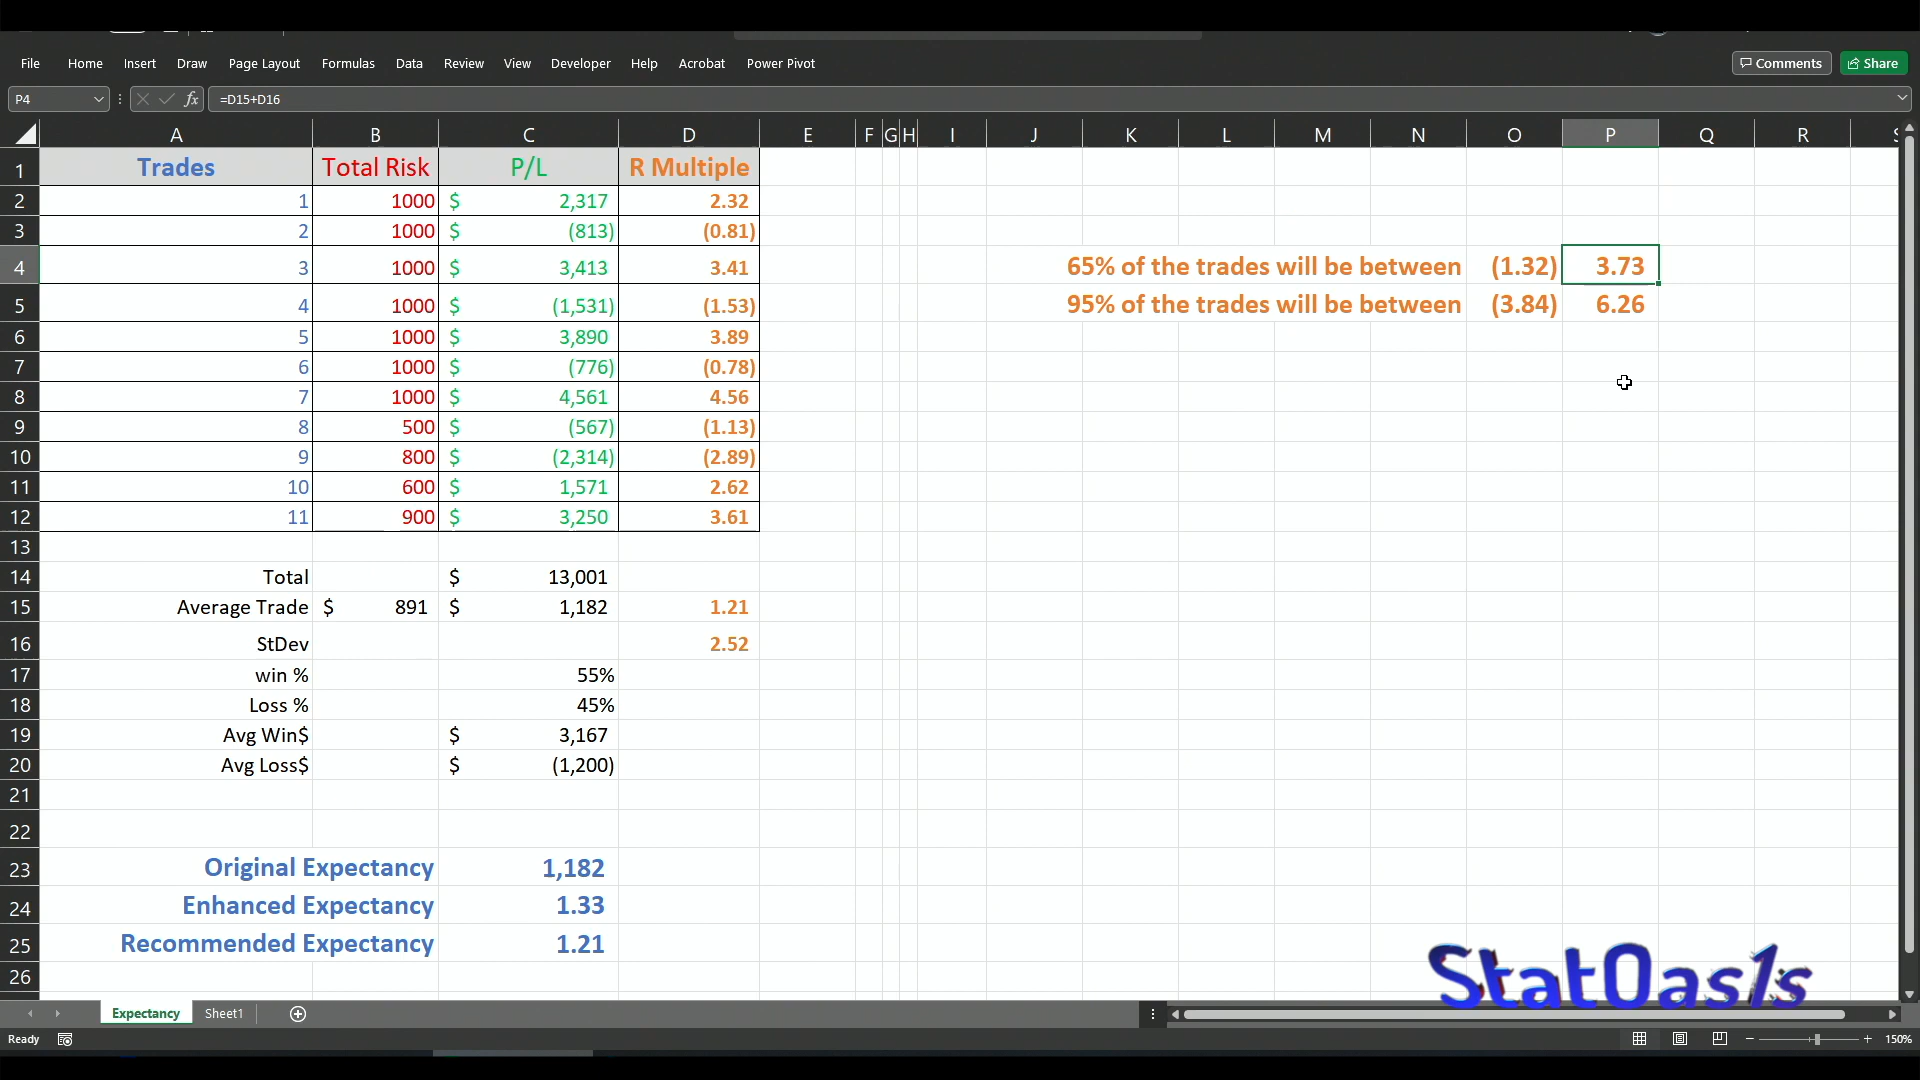 File Home Insert Draw Page Layout Formulas Data Review View Developer Help Acrobat Power Pivot Comments Share
P4 fx =D15+D16
A B C D E F G H I J K L M N O P Q R S
1 Trades Total Risk P/L R Multiple
2 1 1000 $ 2,317 2.32
3 2 1000 $ (813) (0.81)
4 3 1000 $ 3,413 3.41 65% of the trades will be between (1.32) 3.73
5 4 1000 $ (1,531) (1.53) 95% of the trades will be between (3.84) 6.26
6 5 1000 $ 3,890 3.89
7 6 1000 $ (776) (0.78)
8 7 1000 $ 4,561 4.56
9 8 500 $ (567) (1.13)
10 9 800 $ (2,314) (2.89)
11 10 600 $ 1,571 2.62
12 11 900 $ 3,250 3.61
13
14 Total $ 13,001
15 Average Trade $ 891 $ 1,182 1.21
16 StDev 2.52
17 win % 55%
18 Loss % 45%
19 Avg Win$ $ 3,167
20 Avg Loss$ $ (1,200)
21
22
23 Original Expectancy 1,182
24 Enhanced Expectancy 1.33
25 Recommended Expectancy 1.21
26
StatOas1s
Expectancy Sheet1
Ready 150%